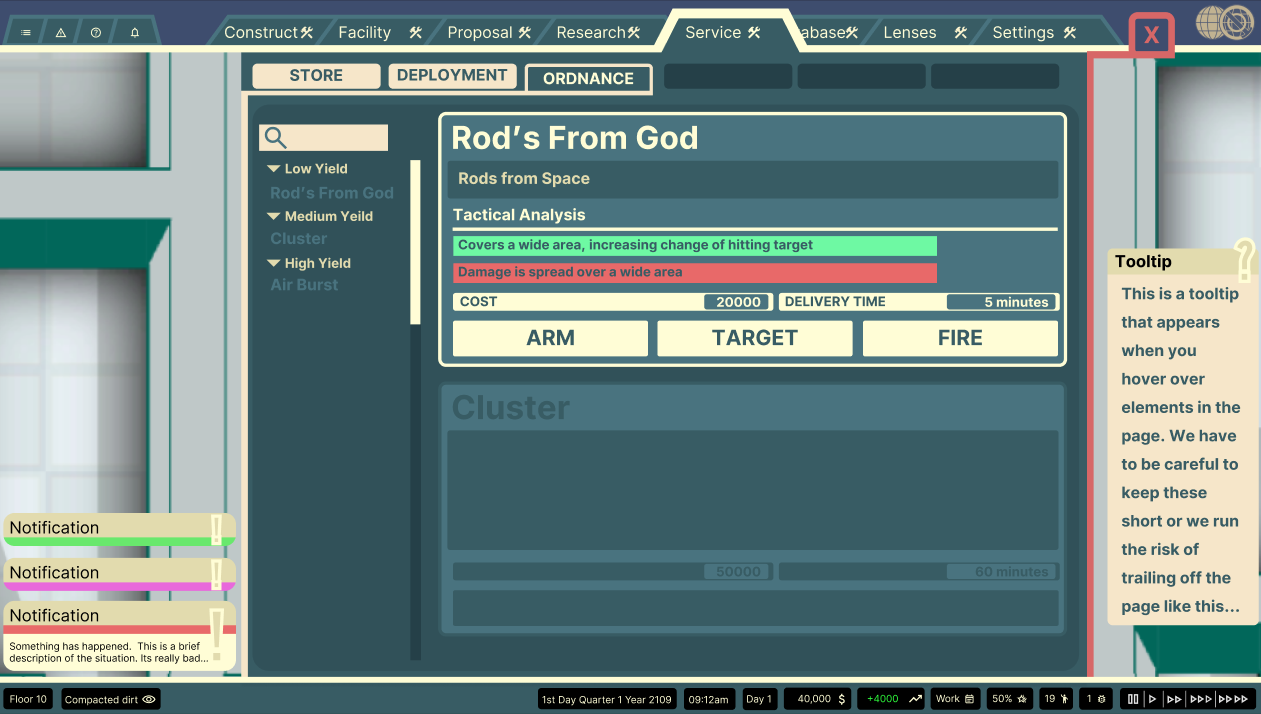 Construct
Facility
Proposal
Research
Service
abase
Lenses
Settings
X
STORE
DEPLOYMENT
ORDNANCE
Low Yield
Rod's From God
Medium Yeild
Cluster
High Yield
Air Burst
Rod's From God
Rods from Space
Tactical Analysis
Covers a wide area, increasing change of hitting target
Damage is spread over a wide area
COST 20000 DELIVERY TIME 5 minutes
ARM TARGET FIRE
Cluster
50000 60 minutes
Tooltip
This is a tooltip
that appears
when you
hover over
elements in the
page. We have
to be careful to
keep these
short or we run
the risk of
trailing off the
page like this...
Notification
Notification
Notification
Something has happened. This is a brief
description of the situation. Its really bad...
Floor 10
Compacted dirt
1st Day Quarter 1 Year 2109
09:12am
Day 1
40,000 $
+4000
Work
50%
19
1